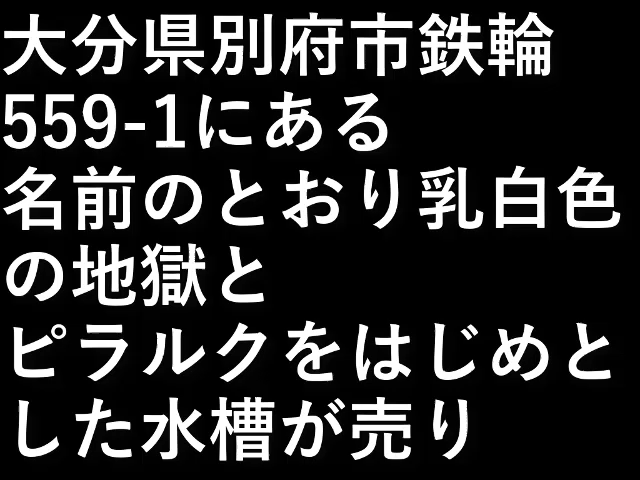 大分県別府市鉄輪
559-1にある
名前のとおり乳白色
の地獄と
ピラルクをはじめと
した水槽が売り